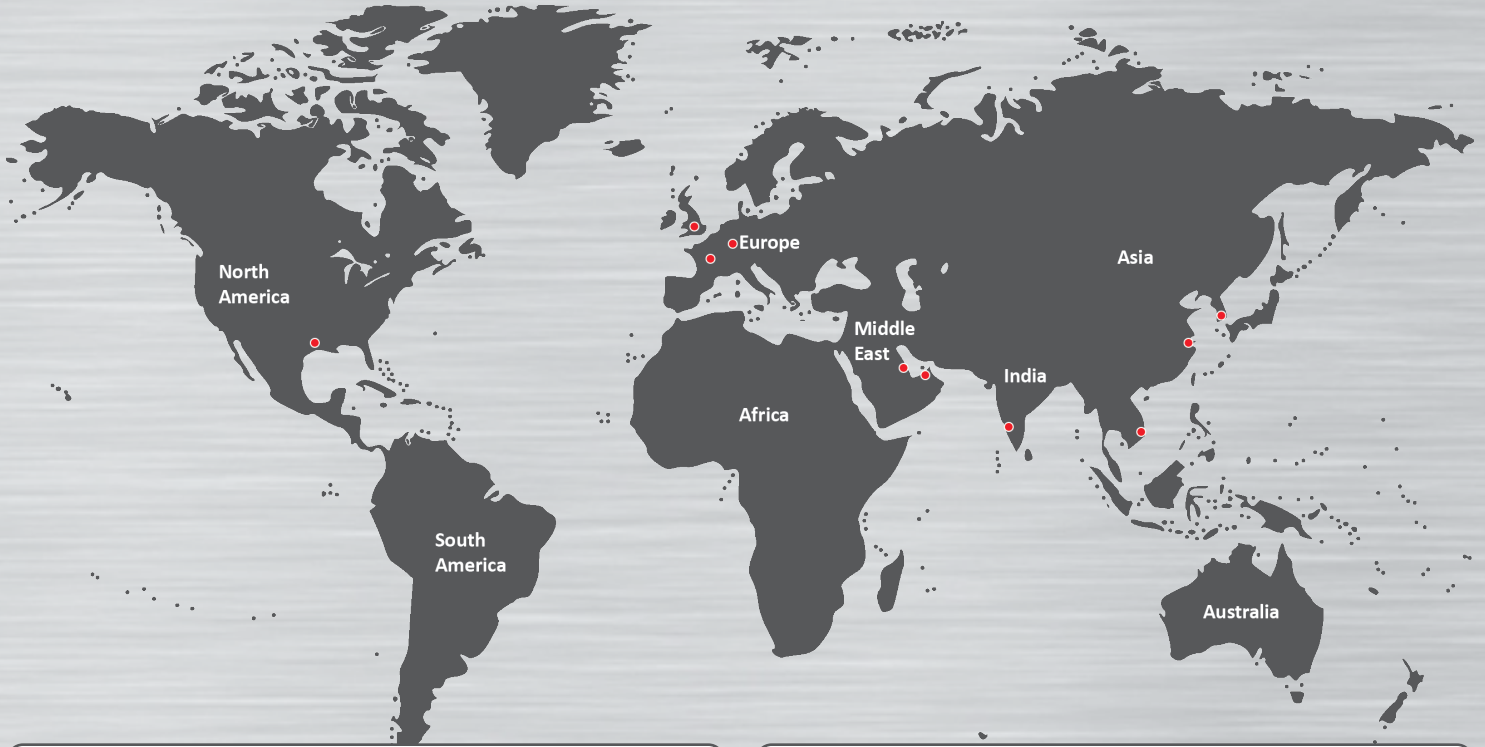 North
America
Europe
Asia
Middle
East
India
Africa
South
America
Australia